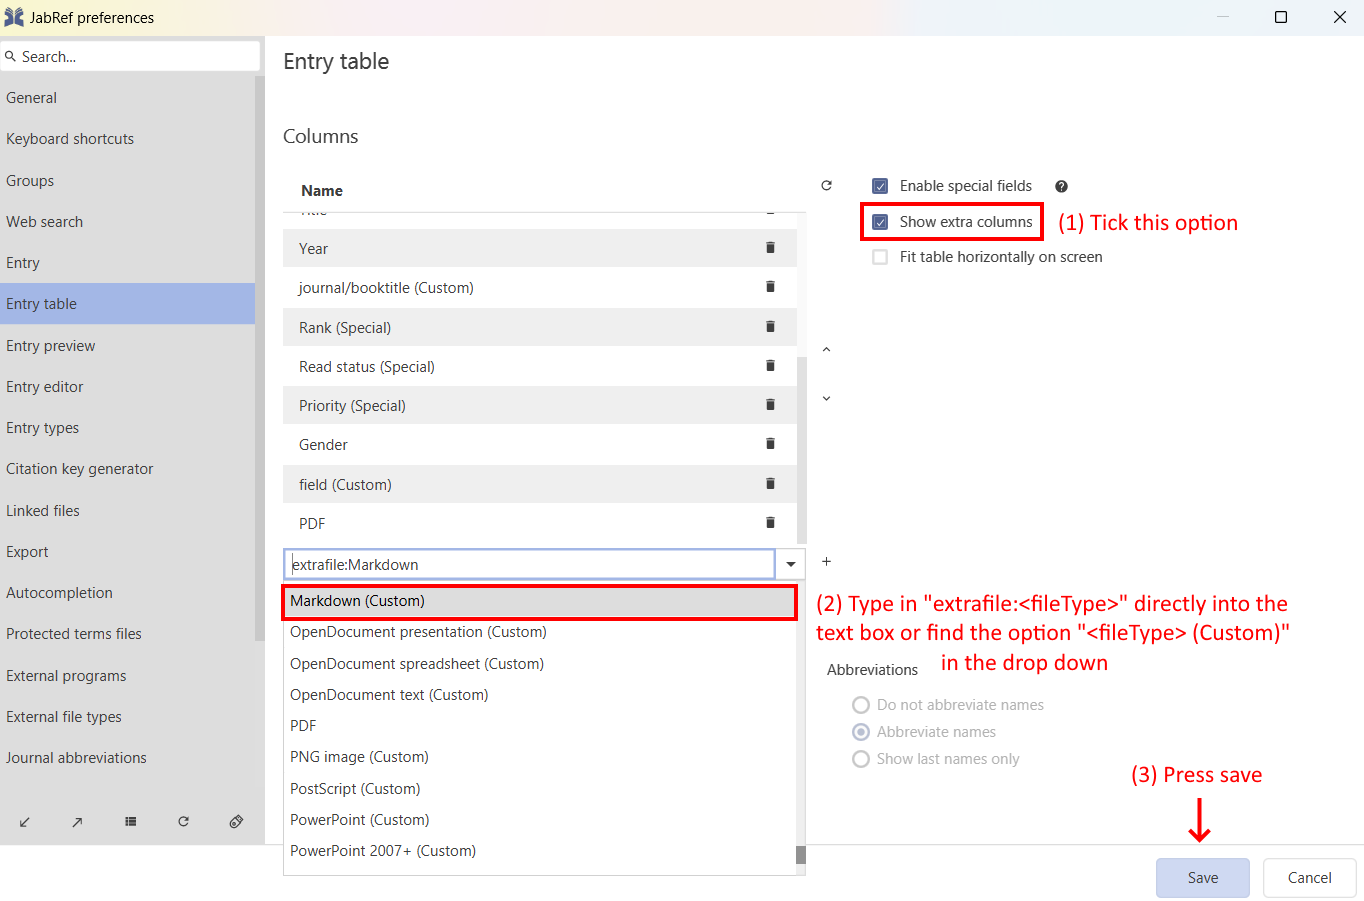 JabRef preferences
Search...
General
Keyboard shortcuts
Groups
Web search
Entry
Entry table
Entry preview
Entry editor
Entry types
Citation key generator
Linked files
Export
Autocompletion
Protected terms files
External programs
External file types
Journal abbreviations
Entry table
Columns
Name
Title
Year
journal/booktitle (Custom)
Rank (Special)
Read status (Special)
Priority (Special)
Gender
field (Custom)
PDF
extrafile:Markdown
Markdown (Custom)
OpenDocument presentation (Custom)
OpenDocument spreadsheet (Custom)
OpenDocument text (Custom)
PDF
PNG image (Custom)
PostScript (Custom)
PowerPoint (Custom)
PowerPoint 2007+ (Custom)
Enable special fields
Show extra columns
(1) Tick this option
Fit table horizontally on screen
(2) Type in "extrafile:<fileType>" directly into the
text box or find the option "<fileType> (Custom)"
in the drop down
Abbreviations
Do not abbreviate names
Abbreviate names
Show last names only
(3) Press save
Save
Cancel